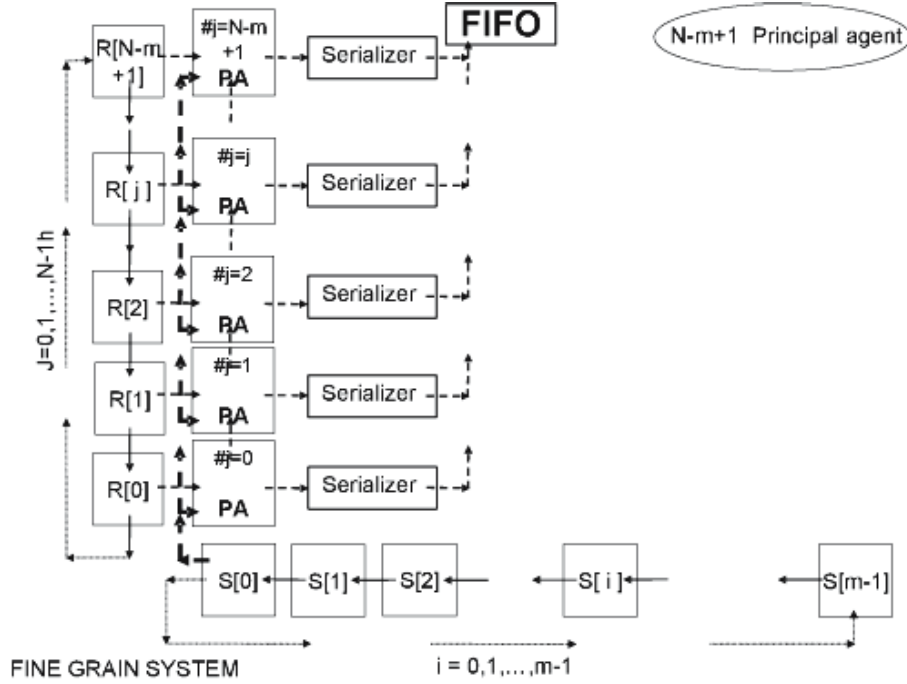 FIFO
N-m+1 Principal agent
R[N-m
+1]
#j=N-m
+1
PA
Serializer
R[ j ]
#j=j
PA
Serializer
J=0,1,...,N-1h
R[2]
#j=2
PA
Serializer
R[1]
#j=1
PA
Serializer
R[0]
#j=0
PA
Serializer
S[0]
S[1]
S[2]
S[ i ]
S[m-1]
FINE GRAIN SYSTEM
i = 0,1,...,m-1